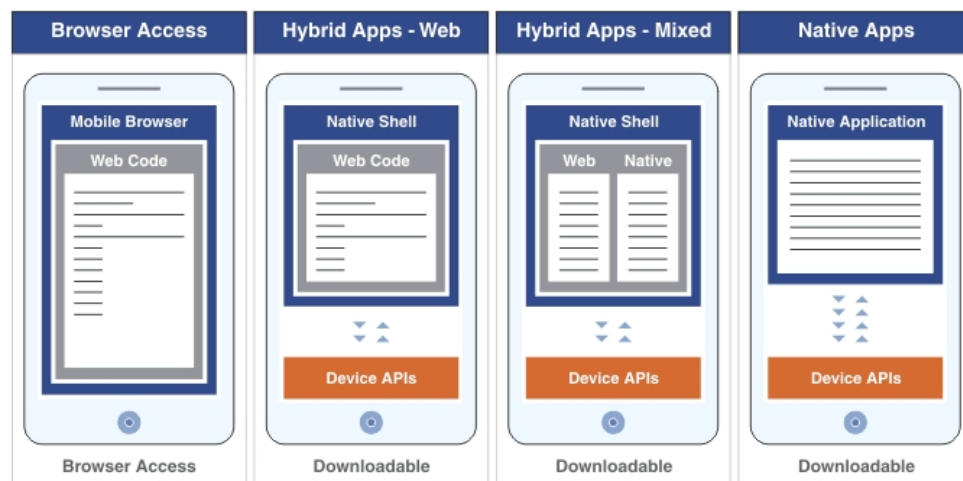 Browser Access
Hybrid Apps - Web
Hybrid Apps - Mixed
Native Apps
Mobile Browser
Web Code
Native Shell
Web Code
Device APIs
Native Shell
Web Native
Device APIs
Native Application
Device APIs
Browser Access
Downloadable
Downloadable
Downloadable